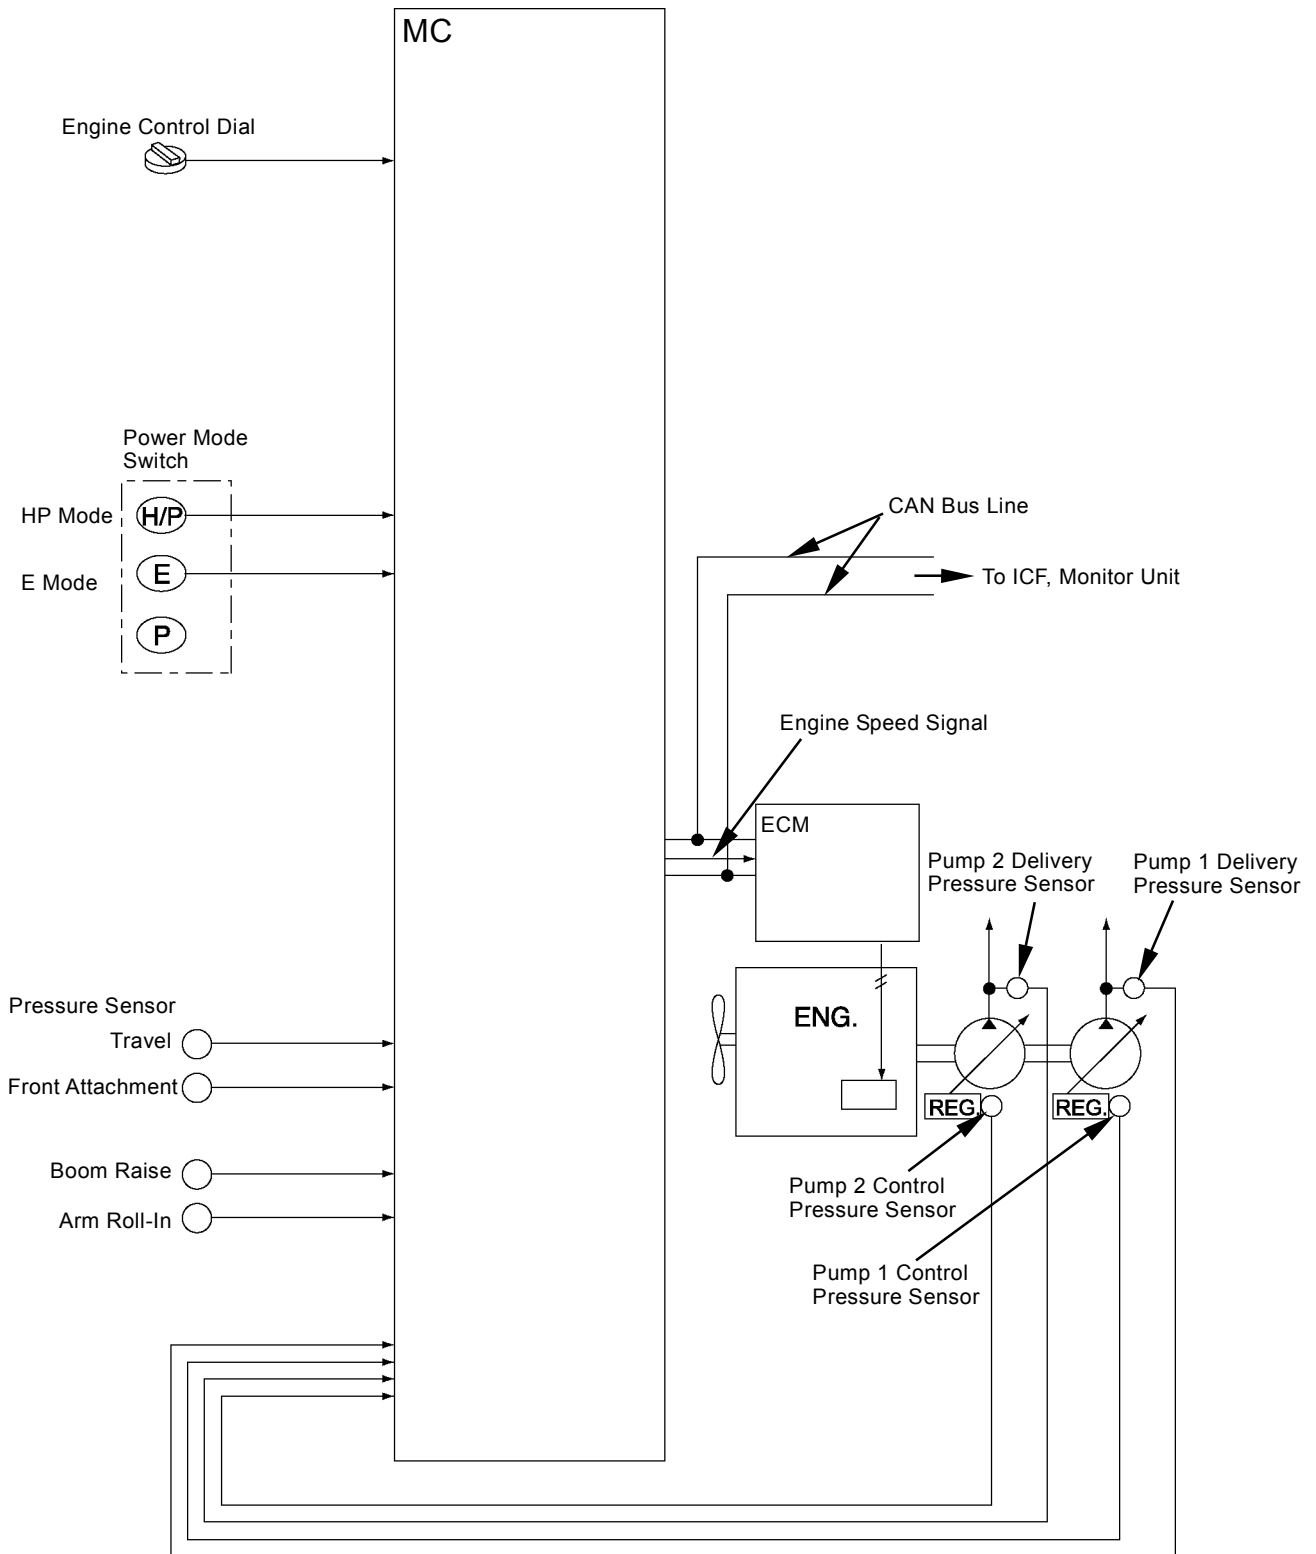 MC
Engine Control Dial
Power Mode
Switch
HP Mode
H/P
E Mode
E
P
CAN Bus Line
To ICF, Monitor Unit
Engine Speed Signal
ECM
Pump 2 Delivery
Pressure Sensor
Pump 1 Delivery
Pressure Sensor
Pressure Sensor
Travel
Front Attachment
Boom Raise
Arm Roll-In
ENG.
REG.
REG.
Pump 2 Control
Pressure Sensor
Pump 1 Control
Pressure Sensor